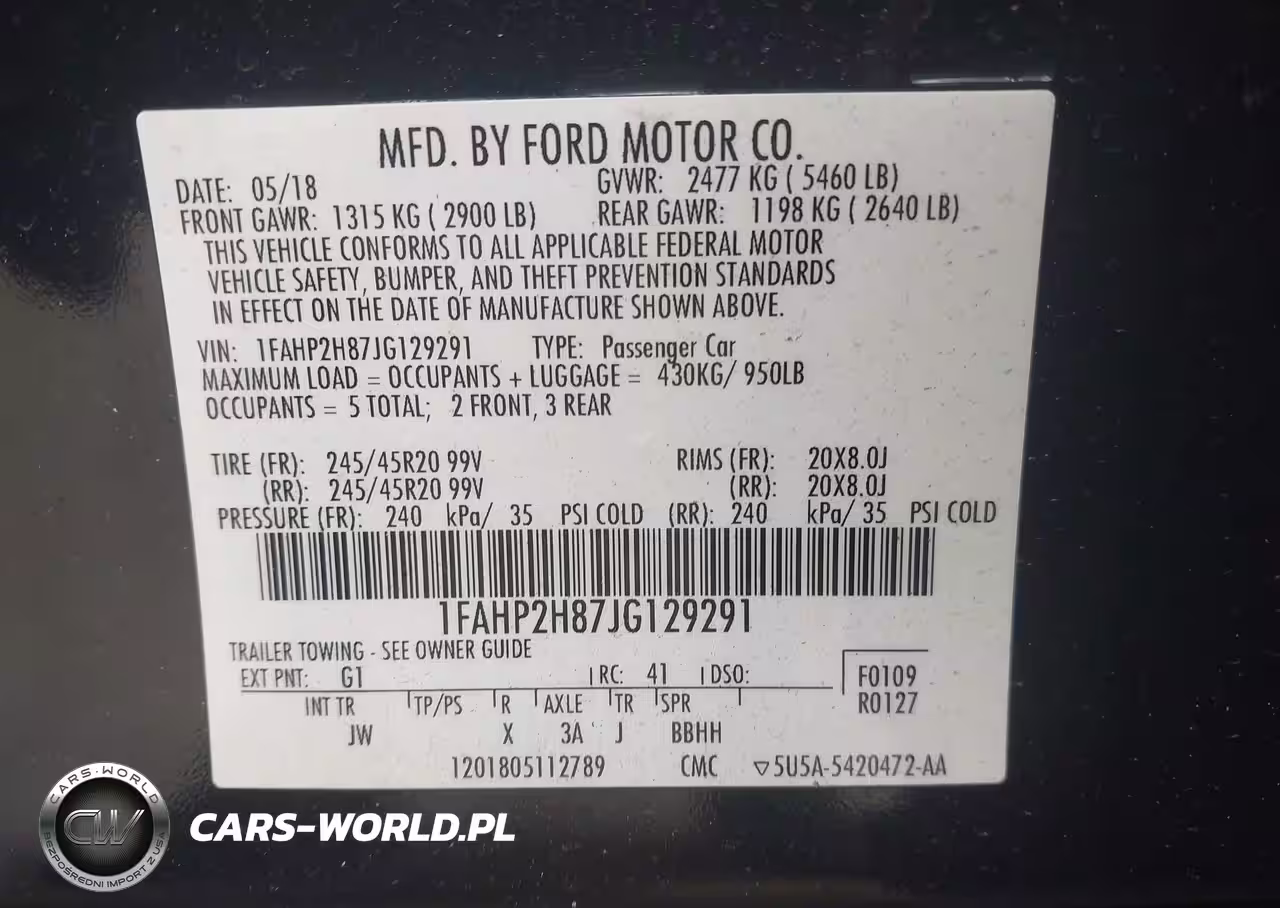 MFD. BY FORD MOTOR CO.
DATE: 05/18 GVWR: 2477 KG ( 5460 LB)
FRONT GAWR: 1315 KG ( 2900 LB) REAR GAWR: 1198 KG ( 2640 LB)
THIS VEHICLE CONFORMS TO ALL APPLICABLE FEDERAL MOTOR
VEHICLE SAFETY, BUMPER, AND THEFT PREVENTION STANDARDS
IN EFFECT ON THE DATE OF MANUFACTURE SHOWN ABOVE.
VIN: 1FAHP2H87JG129291 TYPE: Passenger Car
MAXIMUM LOAD = OCCUPANTS + LUGGAGE = 430KG/ 950LB
OCCUPANTS = 5 TOTAL; 2 FRONT, 3 REAR
TIRE (FR): 245/45R20 99V RIMS (FR): 20X8.0J
(RR): 245/45R20 99V (RR): 20X8.0J
PRESSURE (FR): 240 kPa/ 35 PSI COLD (RR): 240 kPa/ 35 PSI COLD
1FAHP2H87JG129291
TRAILER TOWING - SEE OWNER GUIDE
EXT PNT: G1 RC: 41 DSO: F0109
INT TR TP/PS R AXLE TR SPR R0127
JW X 3A J BBHH
1201805112789 CMC ▽5U5A-5420472-AA
CARS-WORLD
CW
BEZPOŚREDNI IMPORT Z USA
CARS-WORLD.PL